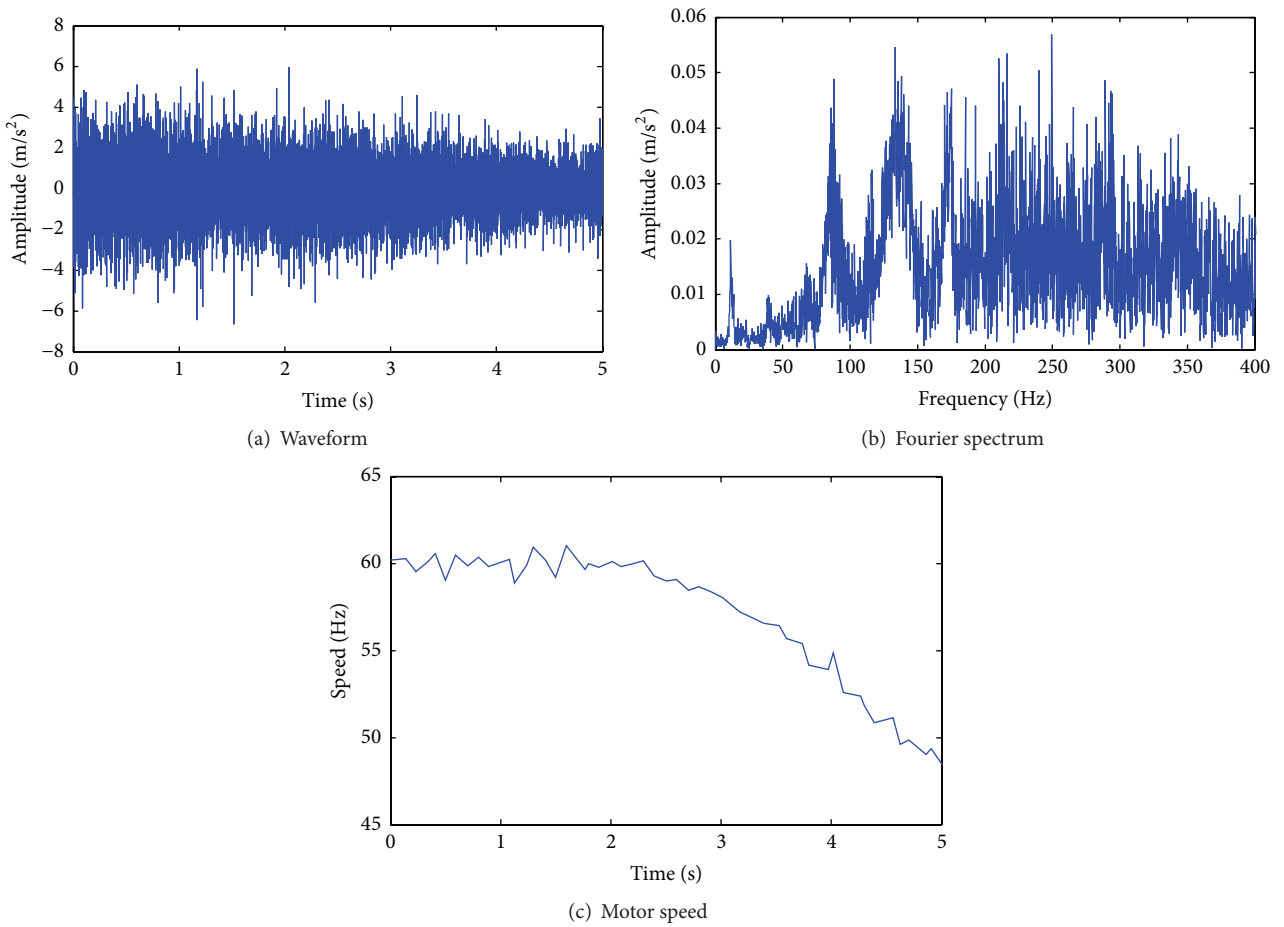 8
6
4
2
0
−2
−4
−6
−8
Amplitude (m/s²)
0 1 2 3 4 5
Time (s)
(a) Waveform
0.06
0.05
0.04
0.03
0.02
0.01
0
Amplitude (m/s²)
0 50 100 150 200 250 300 350 400
Frequency (Hz)
(b) Fourier spectrum
65
60
55
50
45
Speed (Hz)
0 1 2 3 4 5
Time (s)
(c) Motor speed